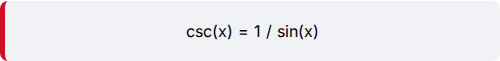 csc(x) = 1 / sin(x)